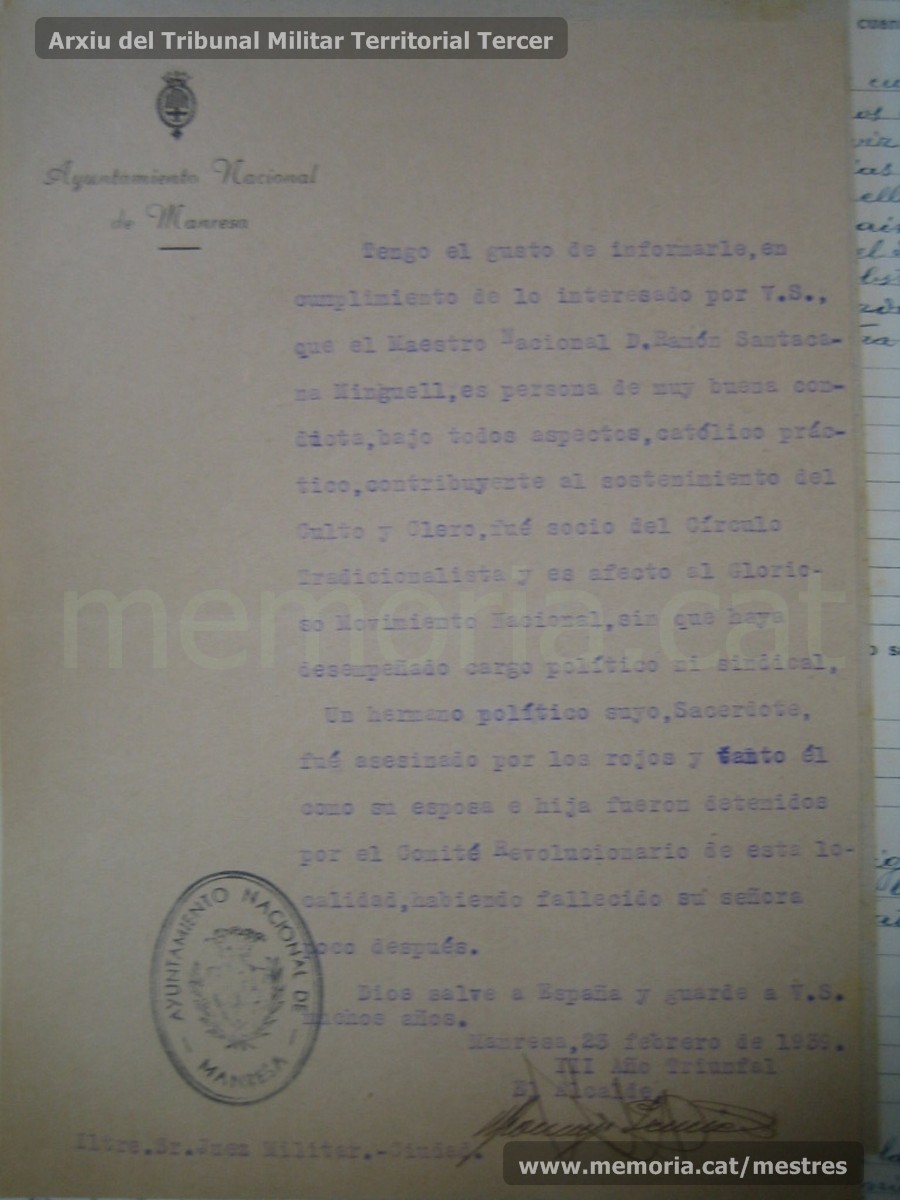 Arxiu del Tribunal Militar Territorial Tercer
Ayuntamiento Nacional
de Manresa
Tengo el gusto de informarle,en
cumplimiento de lo interesado por V.S.,
que el Maestro Nacional D.Ramón Santaca-
na Minguell,es persona de muy buena con-
ducta,bajo todos aspectos,católico prác-
tico,contribuyente al sostenimiento del
Culto y Clero,fué socio del Círculo
Tradicionalista y es afecto al Glorio-
so Movimiento Nacional,sin que haya
desempeñado cargo político ni sindical,
Un hermano político suyo,Sacerdote,
fué asesinado por los rojos y tanto él
como su esposa e hija fueron detenidos
por el Comité Revolucionario de esta lo-
calidad,habiendo fallecido su señora
poco después.
Dios salve a España y guarde a V.S.
muchos años.
Manresa,23 febrero de 1939.
III Año Triunfal
El Alcalde,
AYUNTAMIENTO NACIONAL DE
- MANRESA -
Iltre.Sr.Juez Militar.-Ciudad.
memoria.cat
www.memoria.cat/mestres